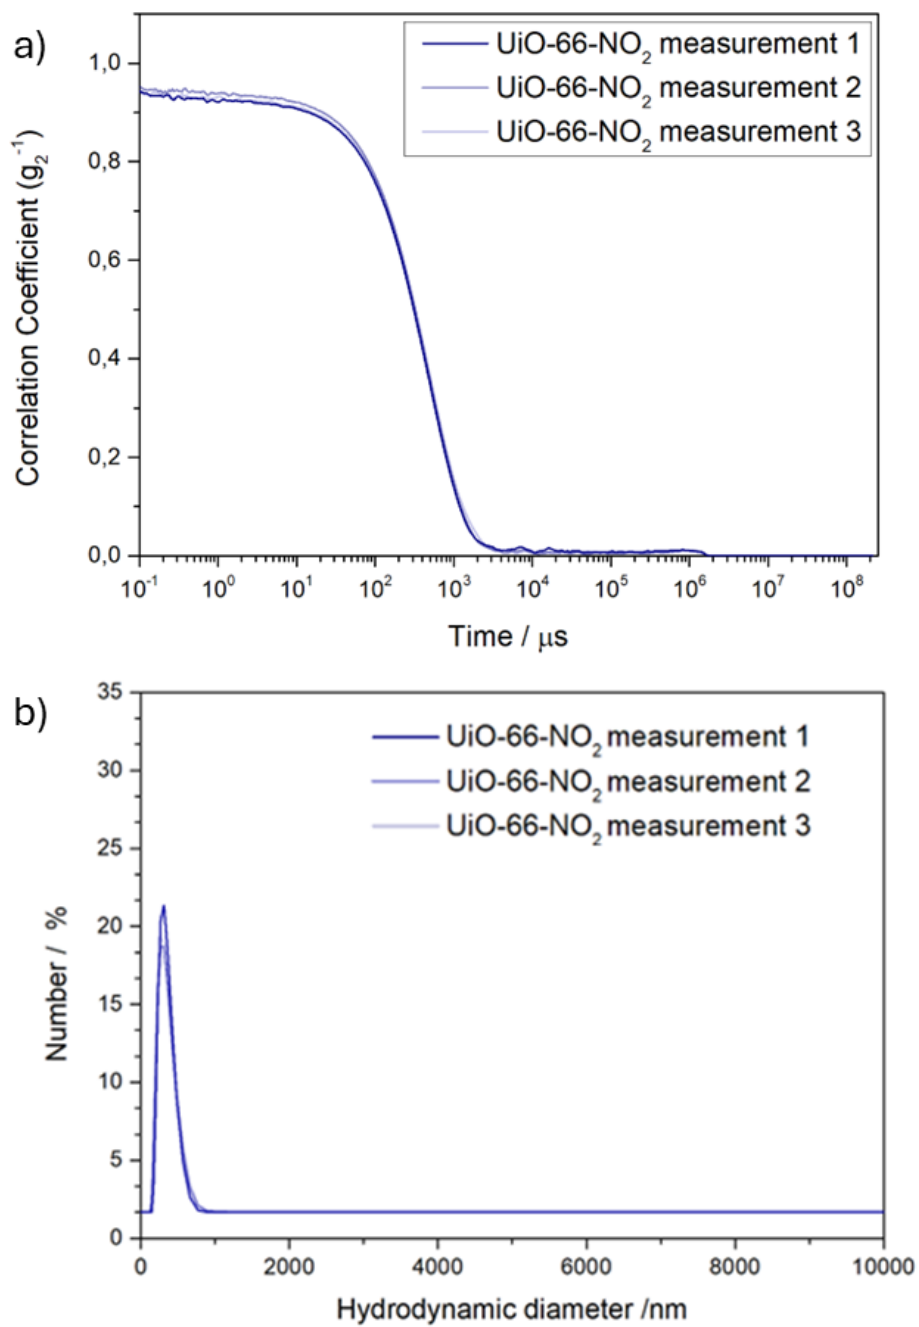 a)
UiO-66-NO₂ measurement 1
UiO-66-NO₂ measurement 2
UiO-66-NO₂ measurement 3
Correlation Coefficient (g₂⁻¹)
1,0
0,8
0,6
0,4
0,2
0,0
10⁻¹ 10⁰ 10¹ 10² 10³ 10⁴ 10⁵ 10⁶ 10⁷ 10⁸
Time / μs
b)
UiO-66-NO₂ measurement 1
UiO-66-NO₂ measurement 2
UiO-66-NO₂ measurement 3
Number / %
35
30
25
20
15
10
5
0
0 2000 4000 6000 8000 10000
Hydrodynamic diameter /nm